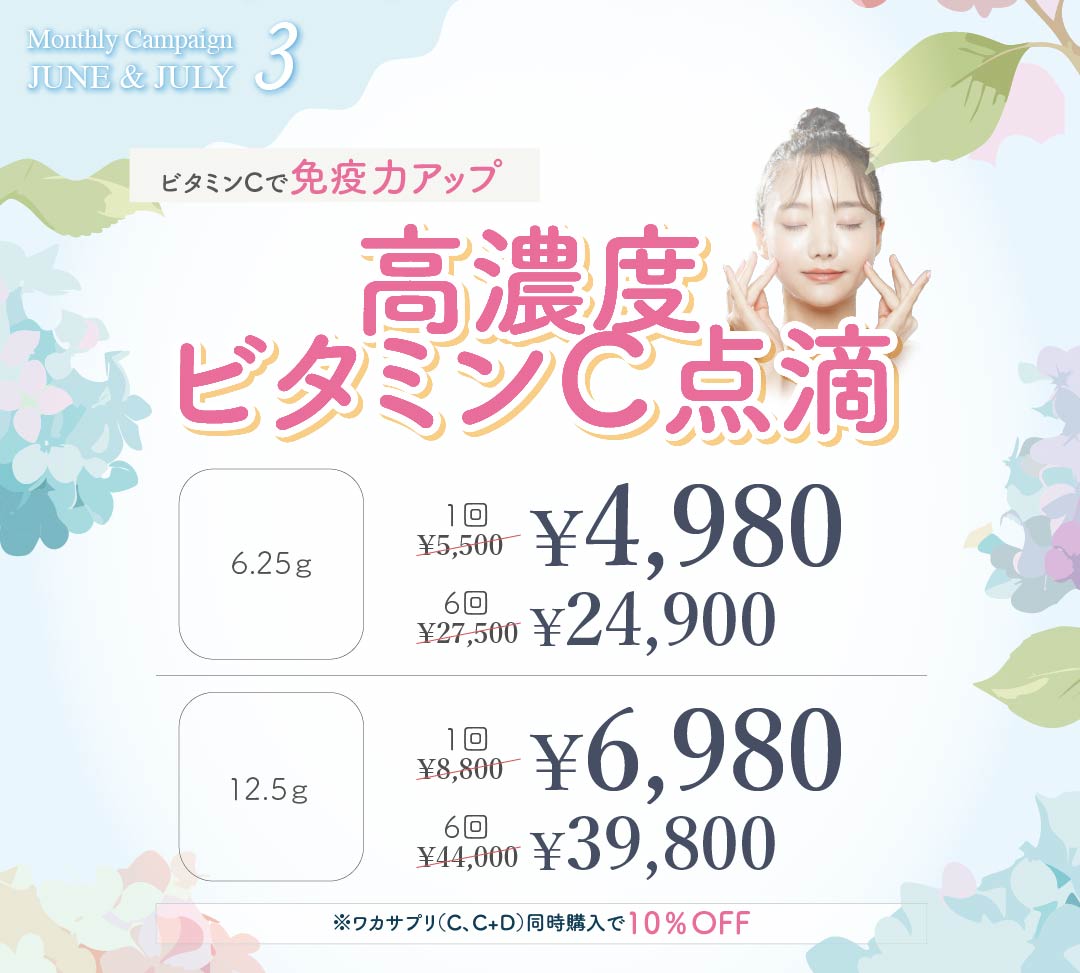 Monthly Campaign
JUNE & JULY 3
ビタミンCで免疫力アップ
高濃度
ビタミンC点滴
6.25g
1回
¥5,500
¥4,980
6回
¥27,500
¥24,900
12.5g
1回
¥8,800
¥6,980
6回
¥44,000
¥39,800
※ワカサプリ(C、C+D)同時購入で10%OFF